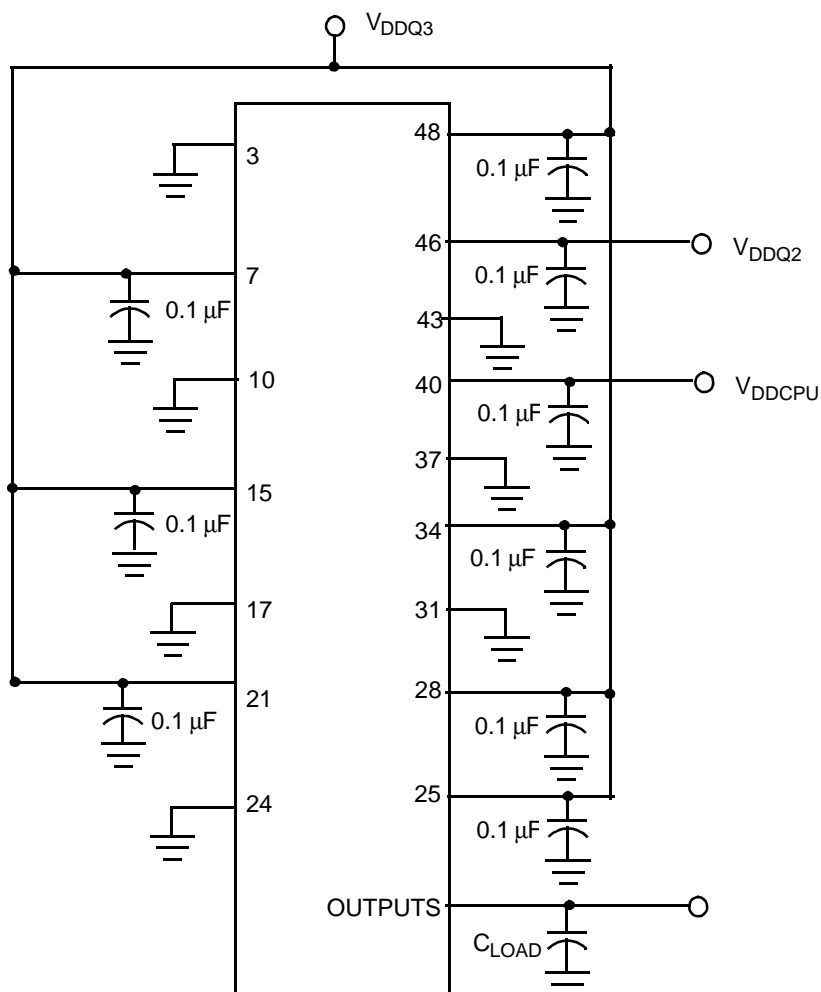 VDDQ3
48
3
0.1 µF
46
VDDQ2
7
0.1 µF
0.1 µF
43
10
40
VDDCPU
0.1 µF
37
15
0.1 µF
34
0.1 µF
17
31
28
21
0.1 µF
0.1 µF
25
24
0.1 µF
OUTPUTS
CLOAD